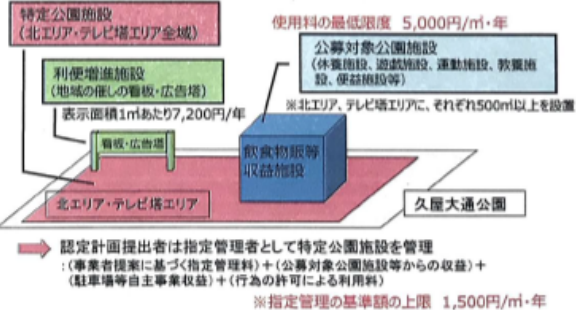 特定公園施設
(北エリア・テレビ塔エリア全域)
使用料の最低限度 5,000円/㎡・年
公募対象公園施設
(休養施設、遊戯施設、運動施設、教養施
設、便益施設等)
利便増進施設
(地域の催しの看板・広告塔)
※北エリア、テレビ塔エリアに、それぞれ500㎡以上を設置
表示面積1㎡あたり7,200円/年
看板・広告塔
飲食物販等
収益施設
北エリア・テレビ塔エリア
久屋大通公園
認定計画提出者は指定管理者として特定公園施設を管理
:(事業者提案に基づく指定管理料)+(公募対象公園施設等からの収益)+
(駐車場等自主事業収益)+(行為の許可による利用料)
※指定管理の基準額の上限 1,500円/㎡・年